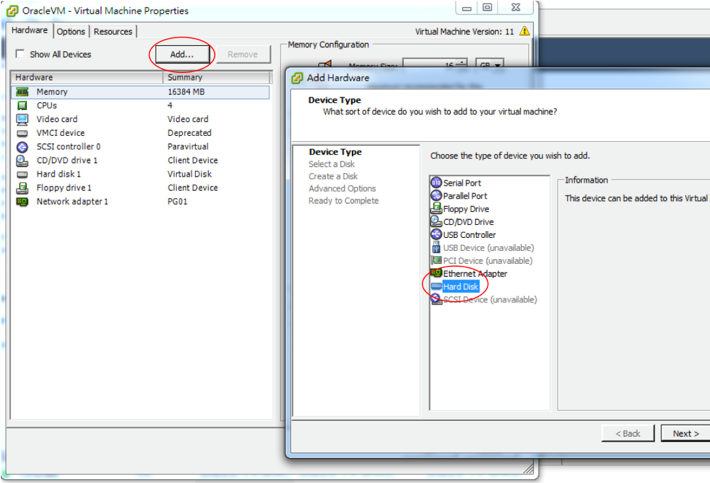 OracleVM - Virtual Machine Properties
Hardware Options Resources
Virtual Machine Version: 11
Show All Devices
Add...
Remove
Hardware Summary
Memory 16384 MB
CPUs 4
Video card Video card
VMCI device Deprecated
SCSI controller 0 Paravirtual
CD/DVD drive 1 Client Device
Hard disk 1 Virtual Disk
Floppy drive 1 Client Device
Network adapter 1 PG01
Memory Configuration
Memory Size: 16 GB
Add Hardware
Device Type
What sort of device do you wish to add to your virtual machine?
Device Type
Select a Disk
Create a Disk
Advanced Options
Ready to Complete
Choose the type of device you wish to add.
Serial Port
Parallel Port
Floppy Drive
CD/DVD Drive
USB Controller
USB Device (unavailable)
PCI Device (unavailable)
Ethernet Adapter
Hard Disk
SCSI Device (unavailable)
Information
This device can be added to this Virtual
< Back
Next >